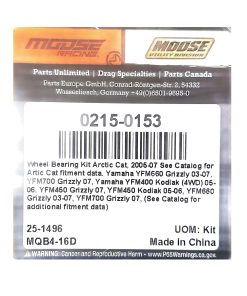 MOOSE
RACING
MOOSE
UTILITY DIVISION
Parts Unlimited | Drag Specialties | Parts Canada
Parts Europe GmbH, Conrad-Röntgen-Str. 2, 54332
Wasserliesch, Germany +49(0)6501-9695-0
0215-0153
Wheel Bearing Kit Arctic Cat, 2005-07 See Catalog for
Artic Cat fitment data. Yamaha YFM660 Grizzly 03-07,
YFM700 Grizzly 07, Yamaha YFM400 Kodiak (4WD) 05-
06, YFM450 Grizzly 07, YFM450 Kodiak 05-06, YFM660
Grizzly 03-07, YFM700 Grizzly 07, (See Catalog for
additional fitment data)
25-1496
UOM: Kit
MQB4-16D
Made in China
WARNING: Cancer and Reproductive Harm - www.P65Warnings.ca.gov